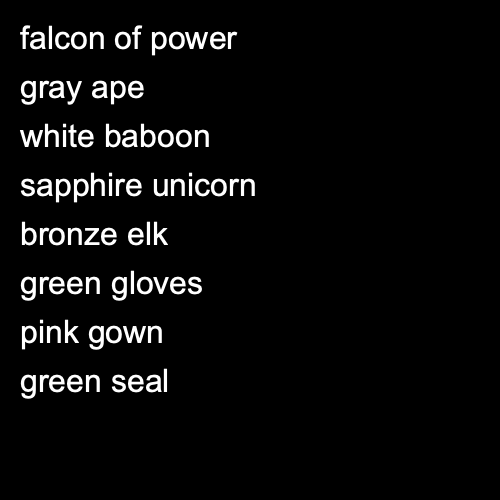 falcon of power
gray ape
white baboon
sapphire unicorn
bronze elk
green gloves
pink gown
green seal